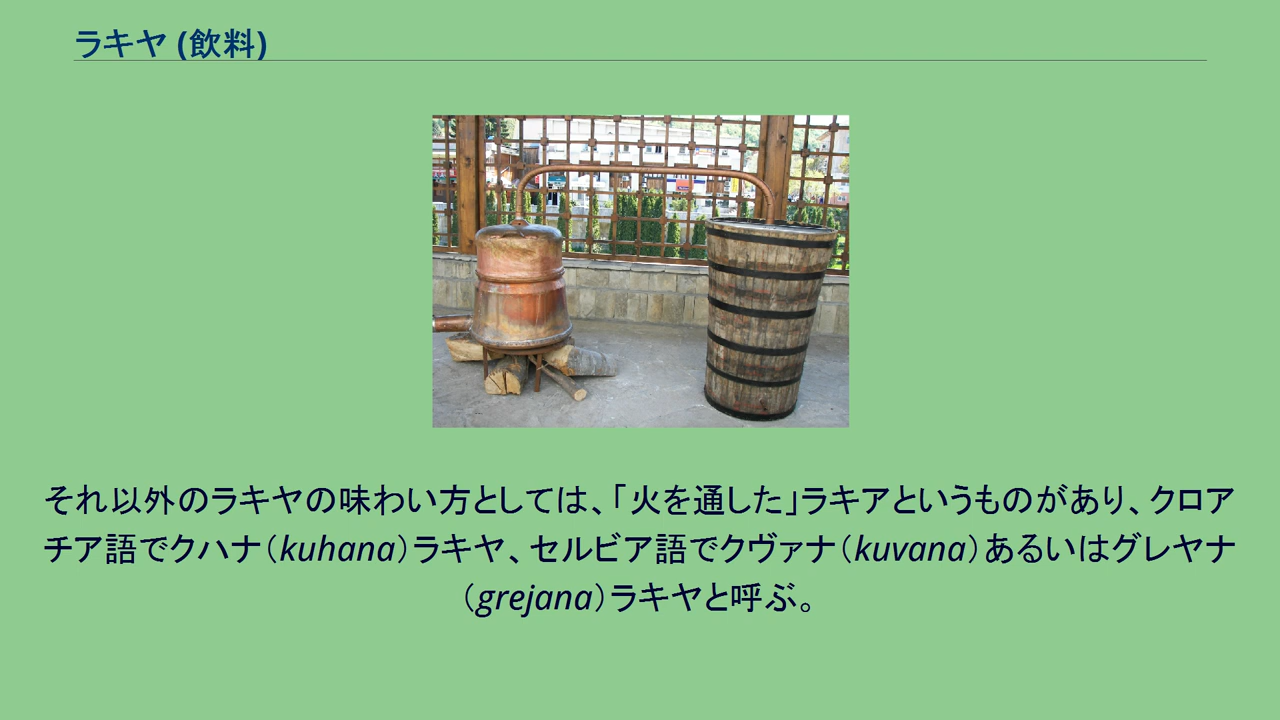 ラキヤ (飲料)
それ以外のラキヤの味わい方としては、「火を通した」ラキアというものがあり、クロア
チア語でクハナ（kuhana）ラキヤ、セルビア語でクヴァナ（kuvana）あるいはグレヤナ
（grejana）ラキヤと呼ぶ。